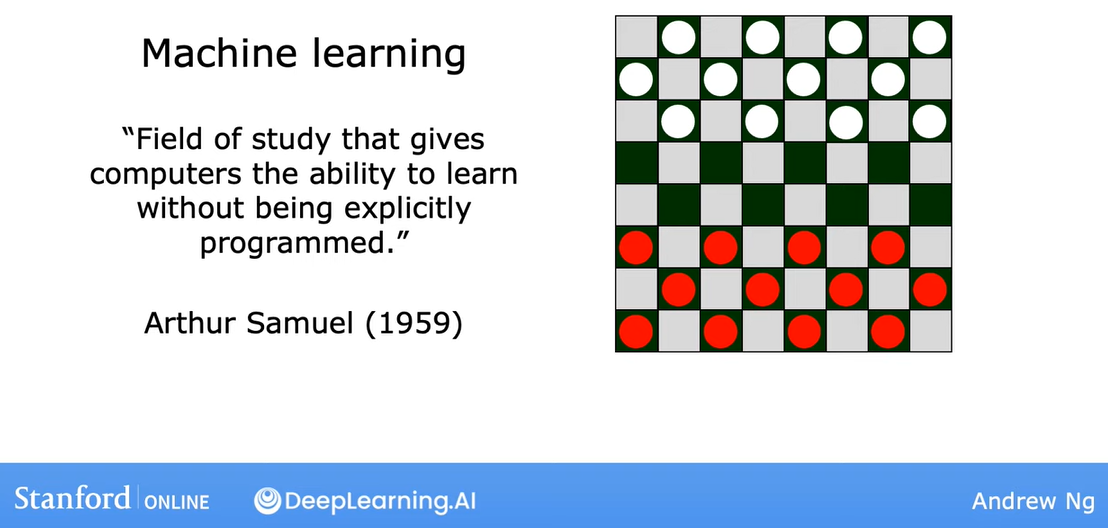 Machine learning
“Field of study that gives
computers the ability to learn
without being explicitly
programmed.”
Arthur Samuel (1959)
Stanford | ONLINE
DeepLearning.AI
Andrew Ng